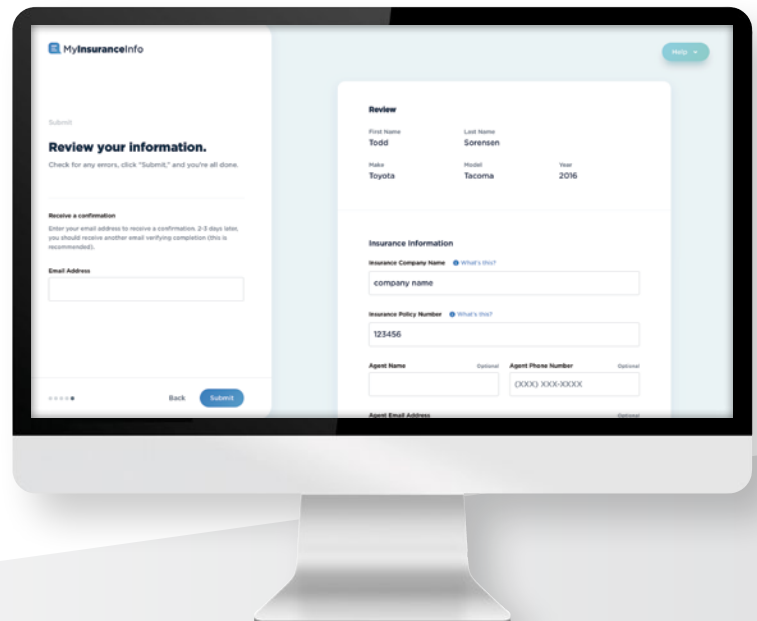 MyInsuranceInfo
Help
Submit
Review your information.
Check for any errors, click "Submit," and you're all done.
Receive a confirmation
Enter your email address to receive a confirmation. 2-3 days later,
you should receive another email verifying completion (this is
recommended).
Email Address
Back
Submit
Review
First Name
Last Name
Todd
Sorensen
Make
Model
Year
Toyota
Tacoma
2016
Insurance Information
Insurance Company Name
What's this?
company name
Insurance Policy Number
What's this?
123456
Agent Name
Optional
Agent Phone Number
Optional
(XXX) XXX-XXXX
Agent Email Address
Optional